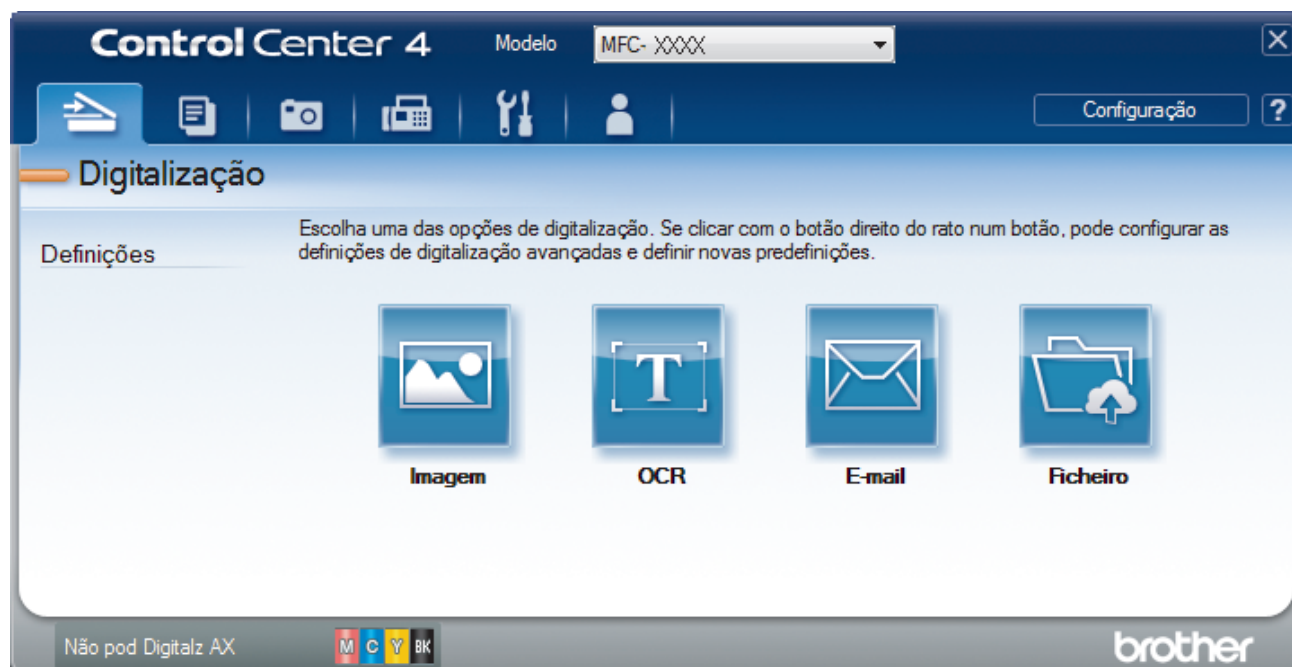 Control Center 4 Modelo MFC- XXXX
Configuração ?
Digitalização
Escolha uma das opções de digitalização. Se clicar com o botão direito do rato num botão, pode configurar as
Definições
definições de digitalização avançadas e definir novas predefinições.
T
Imagem OCR E-mail Ficheiro
Não pod Digitalz AX M C Y BK
brother